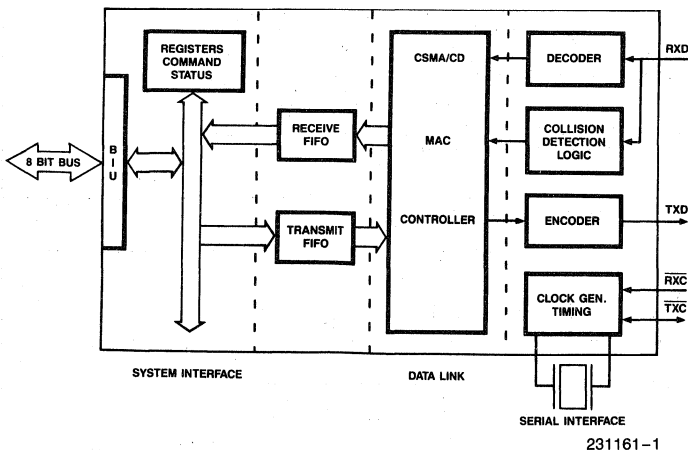 REGISTERS
COMMAND
STATUS
CSMA/CD
DECODER
RXD
RECEIVE
FIFO
MAC
COLLISION
DETECTION
LOGIC
8 BIT BUS
B
I
U
TRANSMIT
FIFO
CONTROLLER
ENCODER
TXD
CLOCK GEN.
TIMING
RXC
TXC
SYSTEM INTERFACE
DATA LINK
SERIAL INTERFACE
231161–1